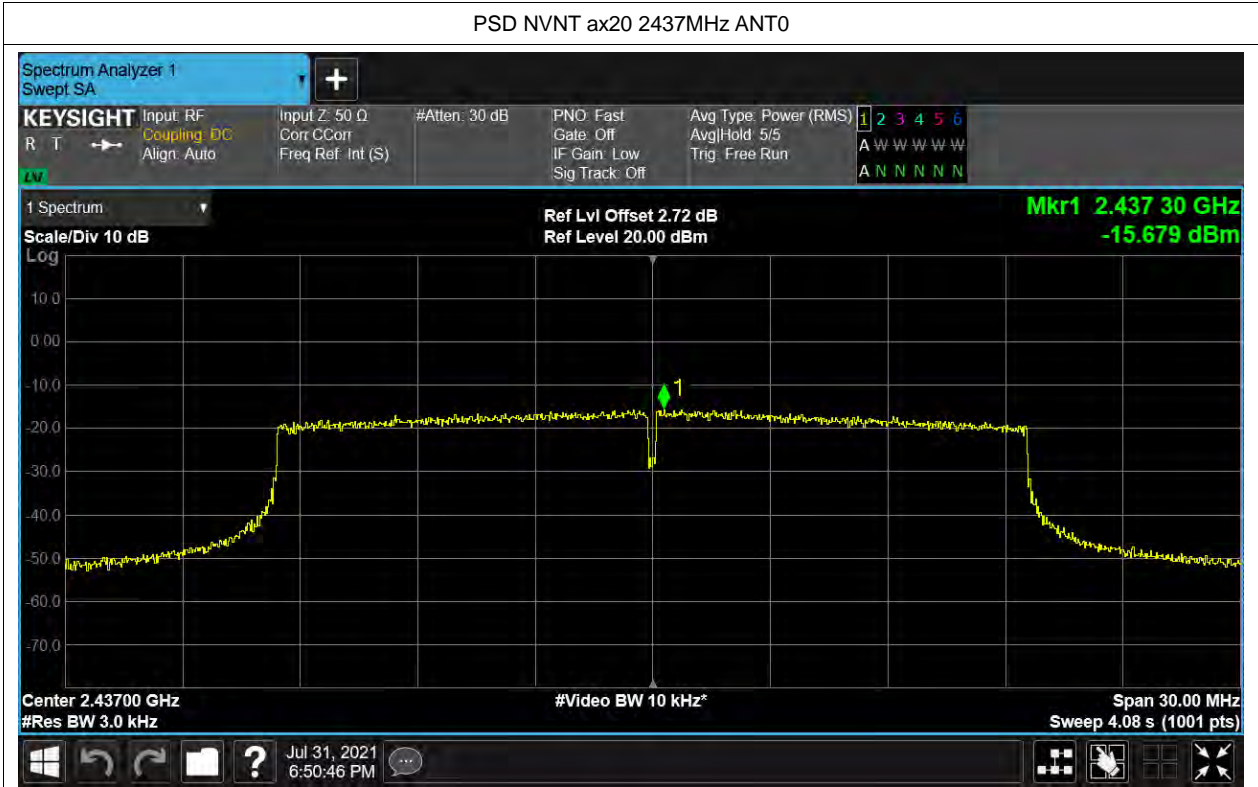 PSD NVNT ax20 2437MHz ANT0
Spectrum Analyzer 1
Swept SA
+
KEYSIGHT Input: RF Input Z: 50 Ω #Atten: 30 dB PNO: Fast Avg Type: Power (RMS) 1 2 3 4 5 6
R T Coupling: DC Corr CCorr Gate: Off Avg|Hold: 5/5 A W W W W W
Align: Auto Freq Ref: Int (S) IF Gain: Low Trig: Free Run
LXI Sig Track: Off A N N N N N
1 Spectrum Ref Lvl Offset 2.72 dB Mkr1 2.437 30 GHz
Scale/Div 10 dB Ref Level 20.00 dBm -15.679 dBm
Log
10.0
0.00
-10.0
1
-20.0
-30.0
-40.0
-50.0
-60.0
-70.0
Center 2.43700 GHz #Video BW 10 kHz* Span 30.00 MHz
#Res BW 3.0 kHz Sweep 4.08 s (1001 pts)
? Jul 31, 2021
6:50:46 PM